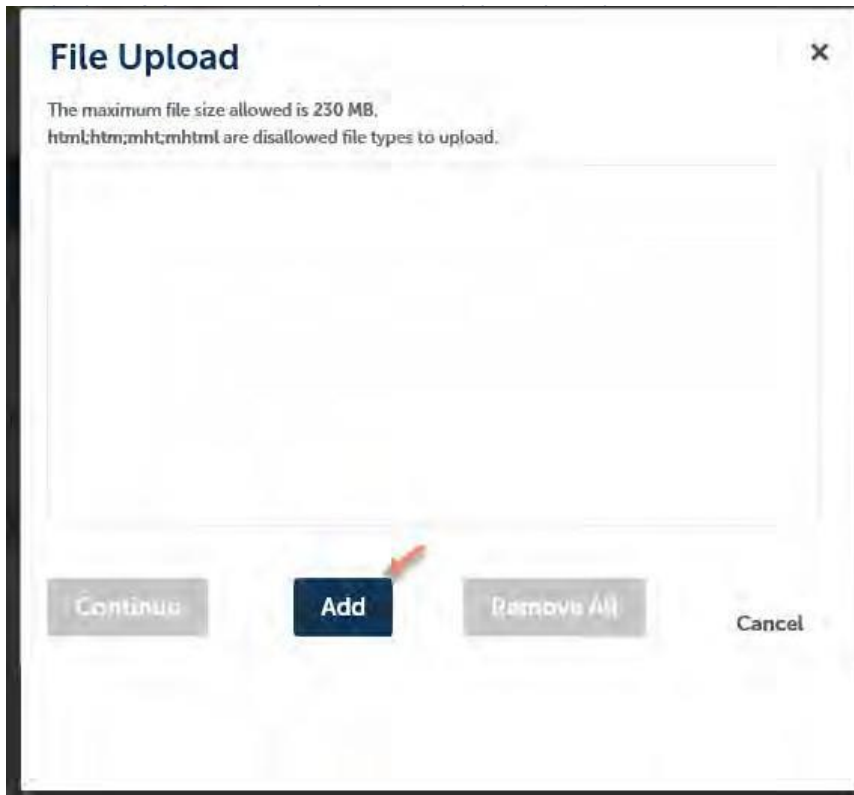 File Upload ×
The maximum file size allowed is 230 MB.
html;htm;mht;mhtml are disallowed file types to upload.
Continue Add Remove All Cancel